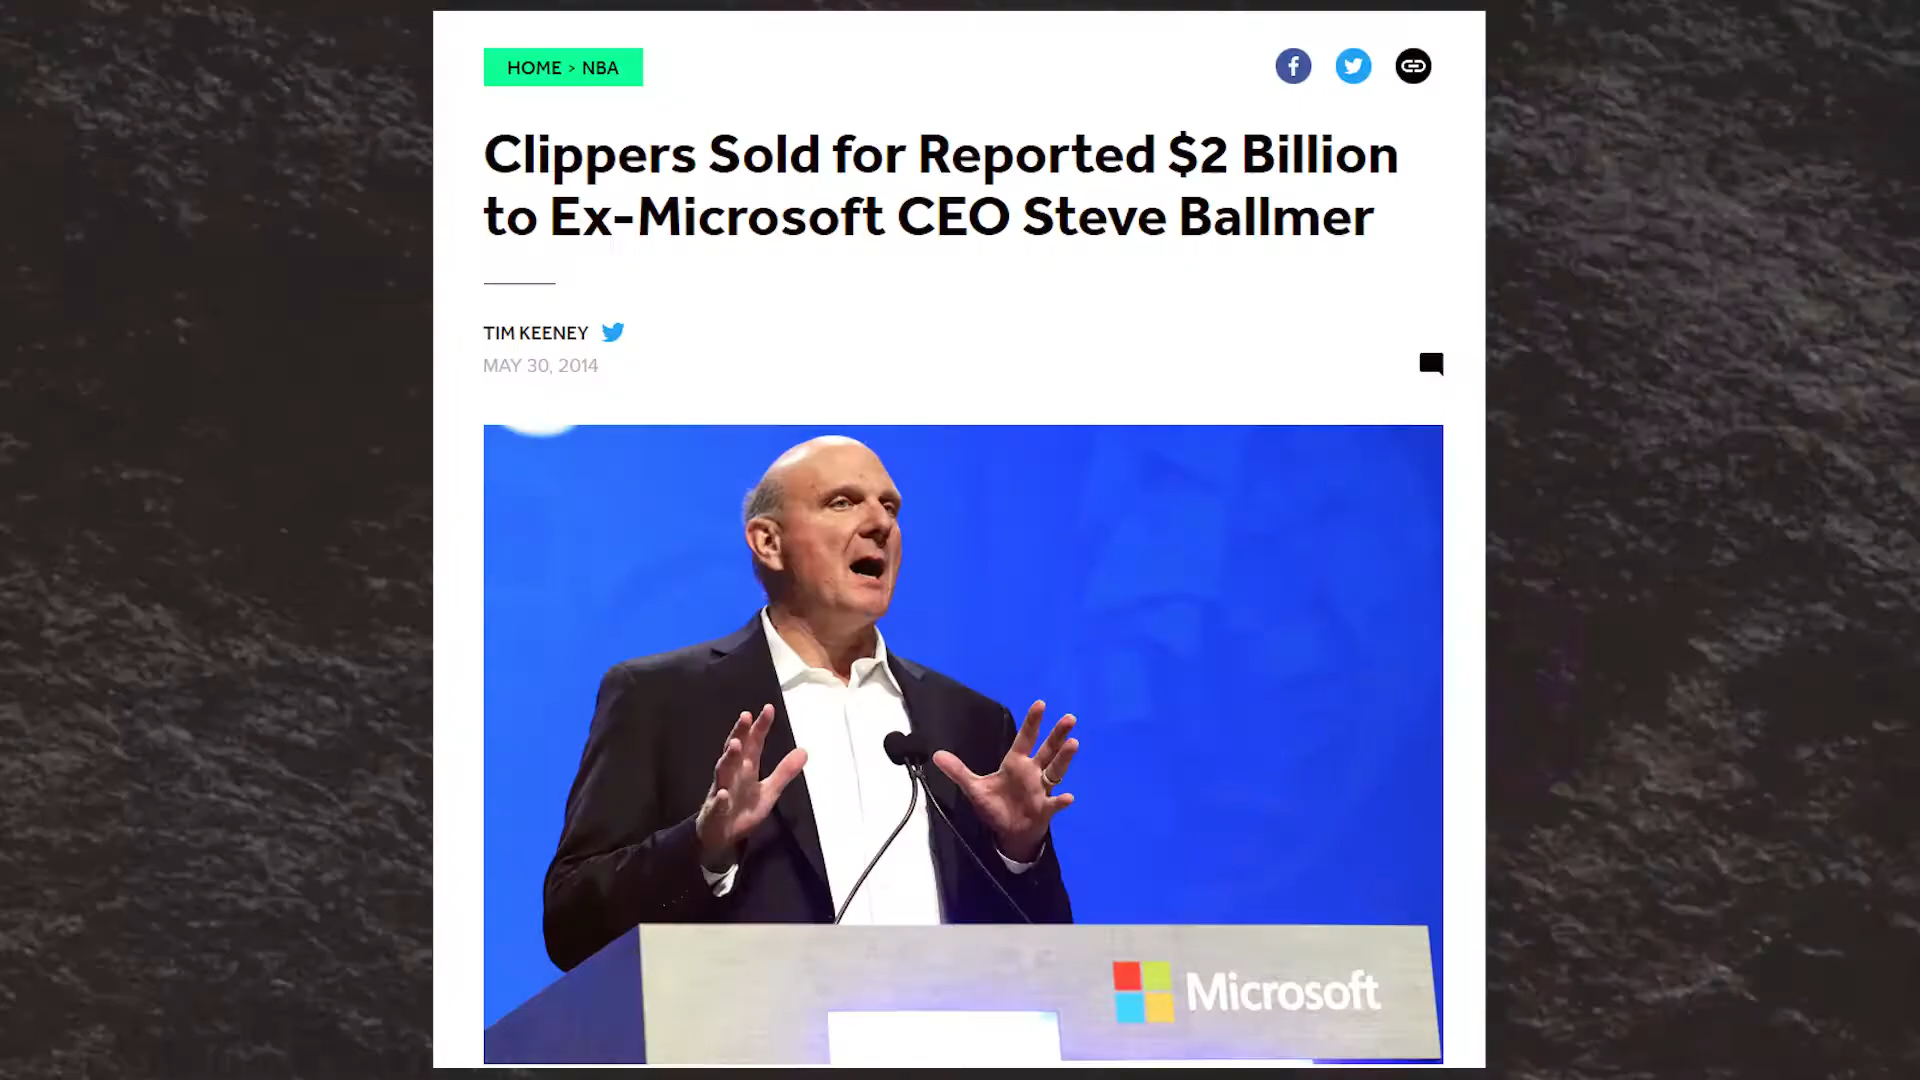 HOME > NBA
Clippers Sold for Reported $2 Billion
to Ex-Microsoft CEO Steve Ballmer
TIM KEENEY
MAY 30, 2014
Microsoft